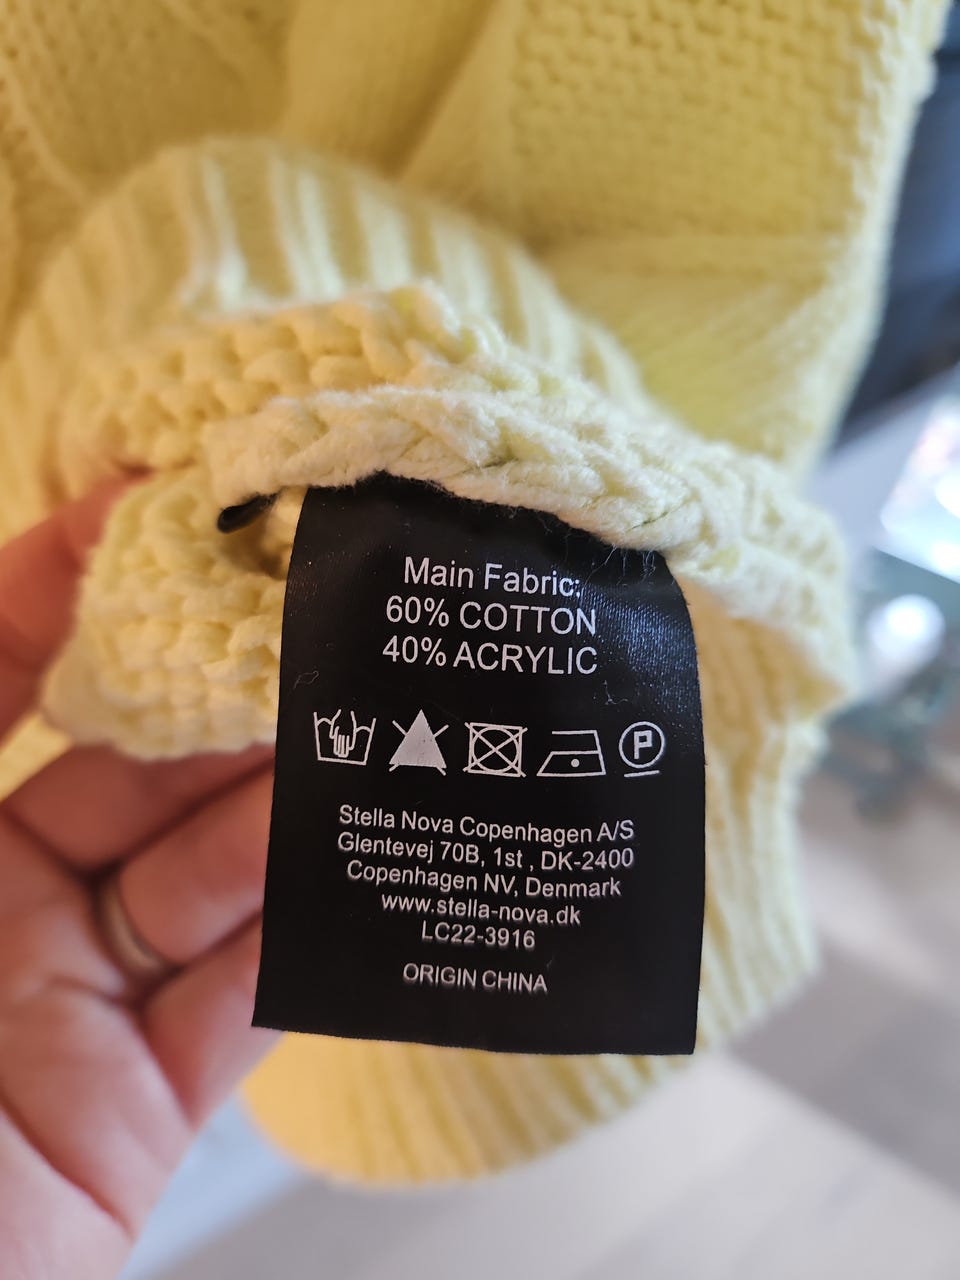 Main Fabric:
60% COTTON
40% ACRYLIC
P
Stella Nova Copenhagen A/S
Glentevej 70B, 1st , DK-2400
Copenhagen NV, Denmark
www.stella-nova.dk
LC22-3916
ORIGIN CHINA